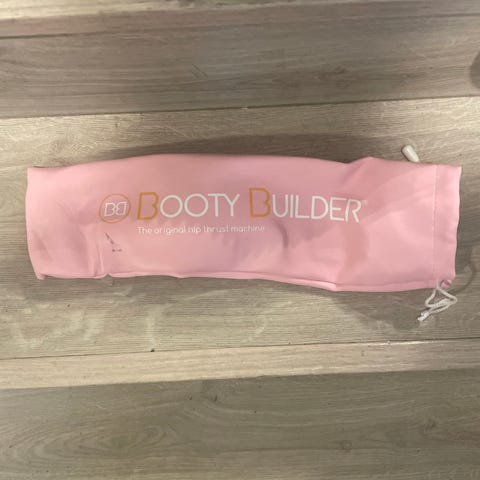 BB BOOTY BUILDER®
The original hip thrust machine